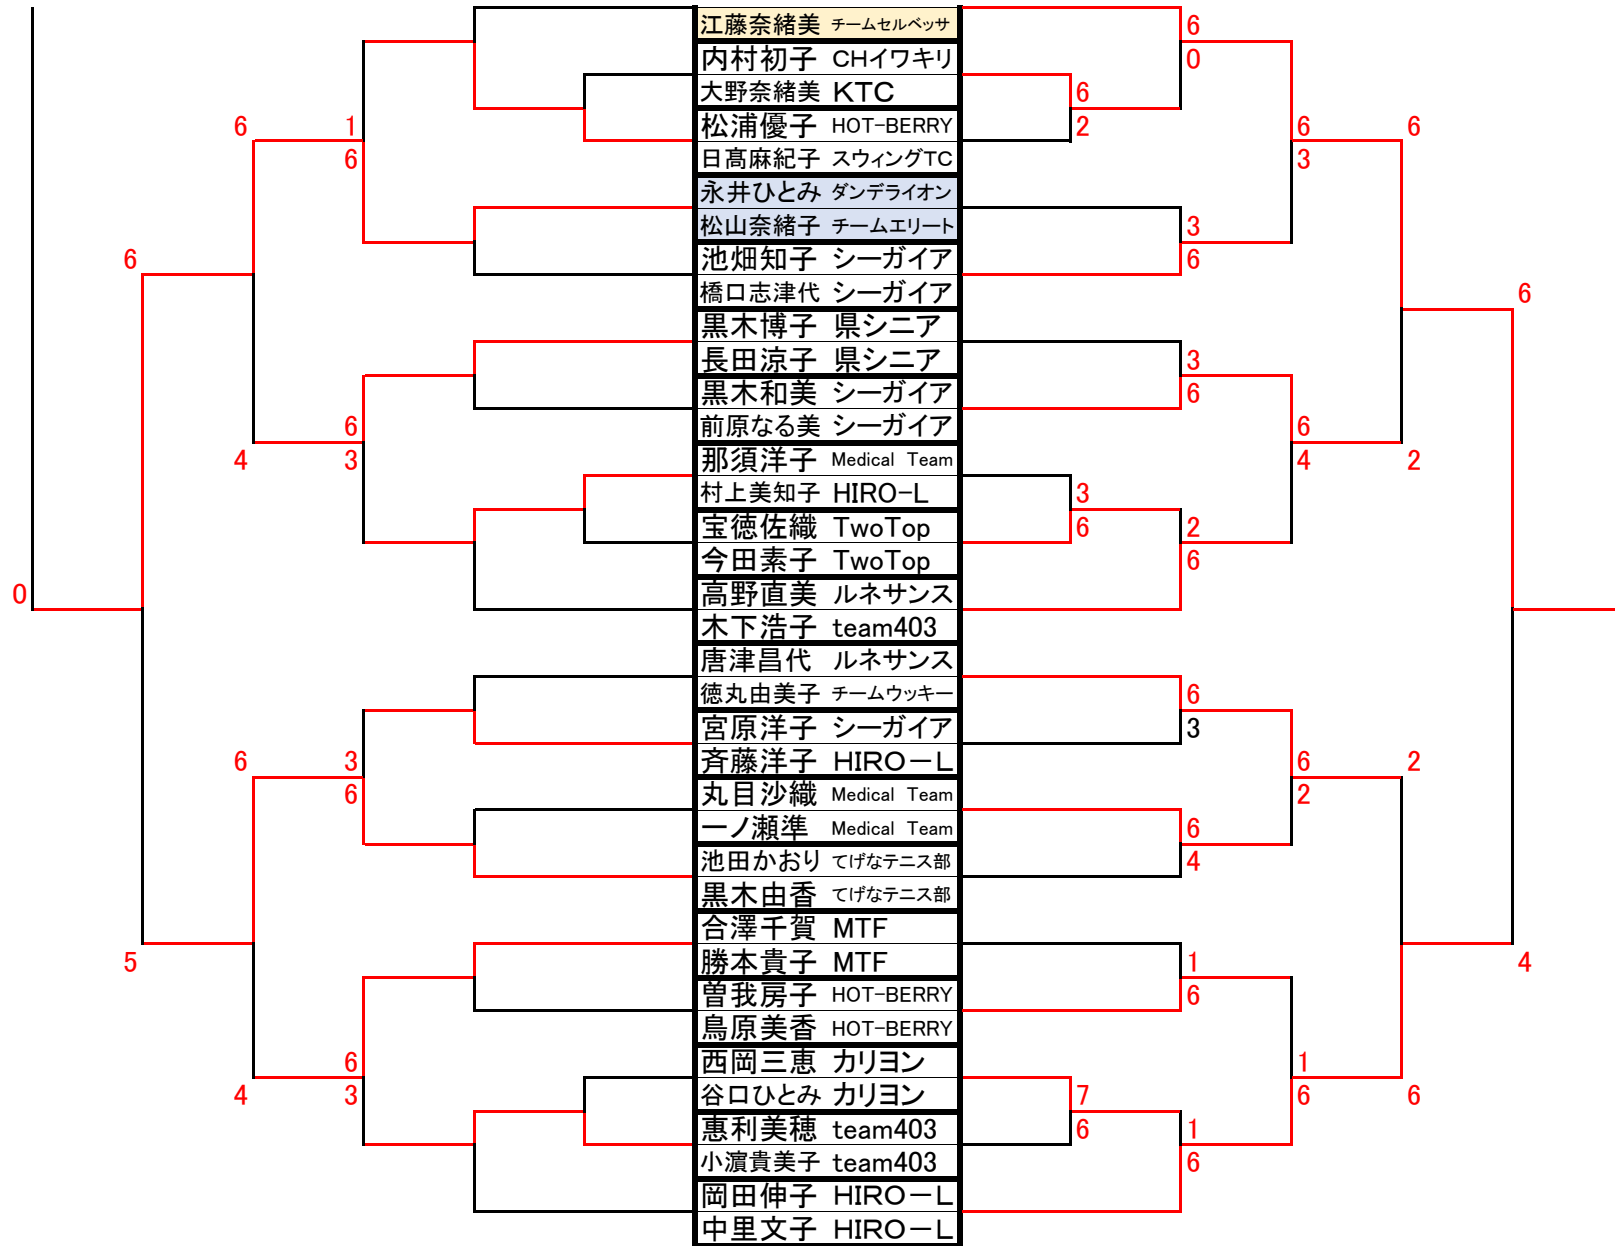 江藤奈緒美 チームセルベッサ 6
内村初子 CHイワキリ 0
大野奈緒美 KTC 6
6 1 松浦優子 HOT-BERRY 2 6 6
6 日髙麻紀子 スウィングTC 3
永井ひとみ ダンデライオン
松山奈緒子 チームエリート 3
6 池畑知子 シーガイア 6
橋口志津代 シーガイア 6
黒木博子 県シニア
長田涼子 県シニア 3
黒木和美 シーガイア 6
6 前原なる美 シーガイア 6
4 3 那須洋子 Medical Team 4 2
村上美知子 HIRO-L 3
宝徳佐織 TwoTop 6 2
今田素子 TwoTop 6
0 高野直美 ルネサンス
木下浩子 team403
唐津昌代 ルネサンス
徳丸由美子 チームウッキー 6
宮原洋子 シーガイア 3
6 3 斉藤洋子 HIRO－L 6 2
6 丸目沙織 Medical Team 2
一ノ瀬準 Medical Team 6
池田かおり てげなテニス部 4
黒木由香 てげなテニス部
合澤千賀 MTF
5 勝本貴子 MTF 1 4
曽我房子 HOT-BERRY 6
鳥原美香 HOT-BERRY
6 西岡三恵 カリヨン 1
4 3 谷口ひとみ カリヨン 7 6 6
惠利美穂 team403 6 1
小濵貴美子 team403 6
岡田伸子 HIRO－L
中里文子 HIRO－L